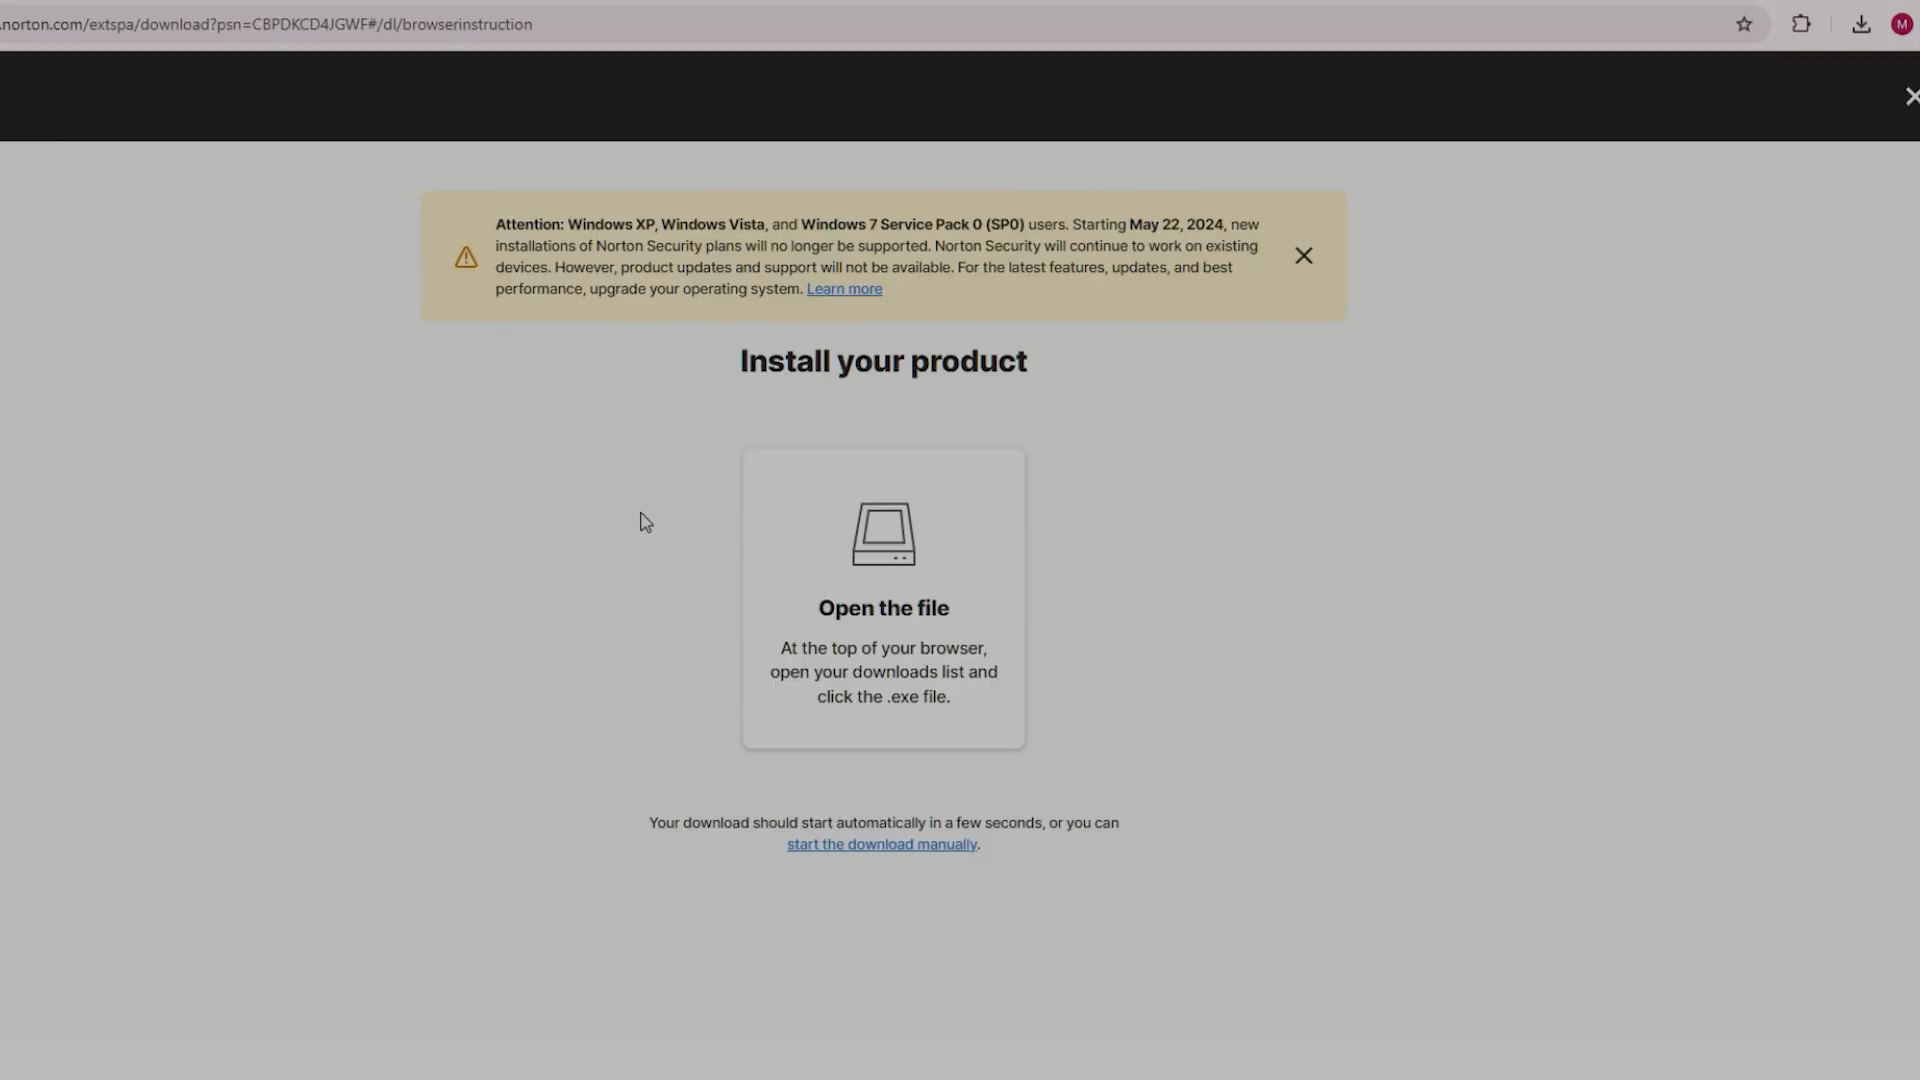 .norton.com/extspa/download?psn=CBPDKCD4JGWF#/dl/browserinstruction
M
Attention: Windows XP, Windows Vista, and Windows 7 Service Pack 0 (SP0) users. Starting May 22, 2024, new
installations of Norton Security plans will no longer be supported. Norton Security will continue to work on existing
devices. However, product updates and support will not be available. For the latest features, updates, and best
performance, upgrade your operating system. Learn more
Install your product
Open the file
At the top of your browser,
open your downloads list and
click the .exe file.
Your download should start automatically in a few seconds, or you can
start the download manually.